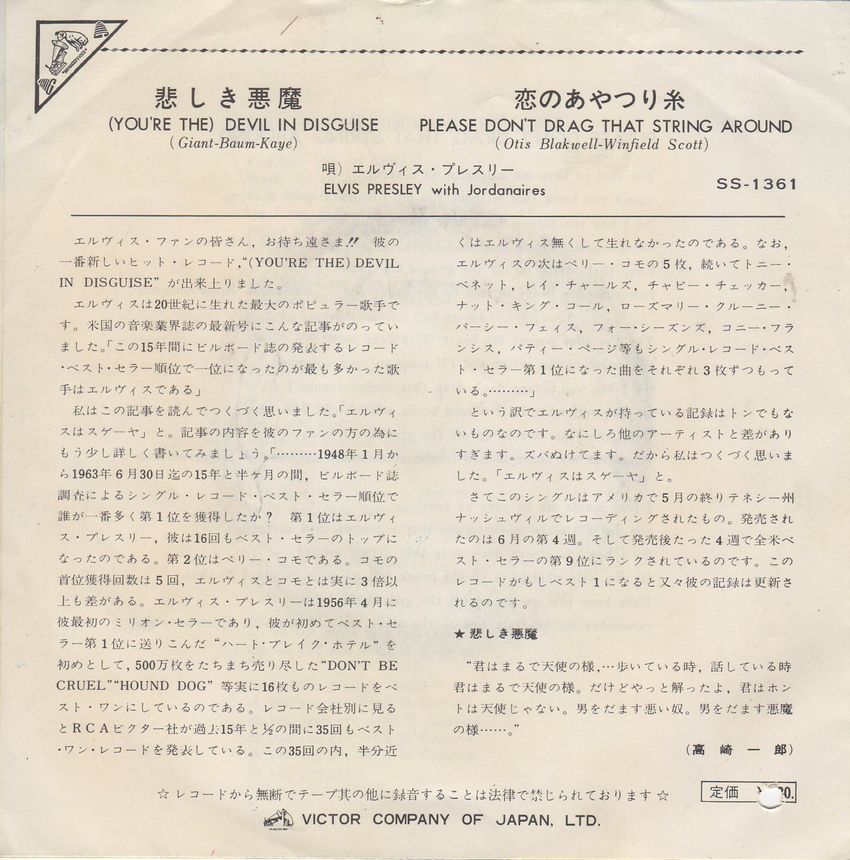 悲しき悪魔
(YOU'RE THE) DEVIL IN DISGUISE
(Giant-Baum-Kaye)
恋のあやつり糸
PLEASE DON'T DRAG THAT STRING AROUND
(Otis Blakwell-Winfield Scott)
唄) エルヴィス・プレスリー
ELVIS PRESLEY with Jordanaires
SS-1361
エルヴィス・ファンの皆さん，お待ち遠さま!! 彼の
一番新しいヒット・レコード,“(YOU'RE THE) DEVIL
IN DISGUISE” が出来上りました。
エルヴィスは20世紀に生れた最大のポピュラー歌手で
す。米国の音楽業界誌の最新号にこんな記事がのってい
ました。「この15年間にビルボード誌の発表するレコード
・ベスト・セラー順位で一位になったのが最も多かった歌
手はエルヴィスである」
私はこの記事を読んでつくづく思いました。「エルヴィ
スはスゲーヤ」と。記事の内容を彼のファンの方の為に
もう少し詳しく書いてみましょう。「………1948年1月か
ら1963年6月30日迄の15年と半ヶ月の間，ビルボード誌
調査によるシングル・レコード・ベスト・セラー順位で
誰が一番多く第1位を獲得したか？ 第1位はエルヴィ
ス・プレスリー，彼は16回もベスト・セラーのトップに
なったのである。第2位はペリー・コモである。コモの
首位獲得回数は5回，エルヴィスとコモとは実に3倍以
上も差がある。エルヴィス・プレスリーは1956年4月に
彼最初のミリオン・セラーであり，彼が初めてベスト・セ
ラー第1位に送りこんだ “ハート・ブレイク・ホテル” を
初めとして，500万枚をたちまち売り尽した“DON'T BE
CRUEL”“HOUND DOG” 等実に16枚ものレコードをベ
スト・ワンにしているのである。レコード会社別に見る
とRCAビクター社が過去15年と½の間に35回もベスト
・ワン・レコードを発表している。この35回の内，半分近
くはエルヴィス無くして生れなかったのである。なお，
エルヴィスの次はペリー・コモの5枚，続いてトニー・
ベネット，レイ・チャールズ，チャビー・チェッカー，
ナット・キング・コール，ローズマリー・クルーニー・
パーシー・フェイス，フォー・シーズンズ，コニー・フラ
ンシス，パティー・ページ等もシングル・レコード・ベス
ト・セラー第1位になった曲をそれぞれ3枚ずつもって
いる。………」
という訳でエルヴィスが持っている記録はトンでもな
いものなのです。なにしろ他のアーティストと差があり
すぎます。ズバぬけてます。だから私はつくづく思いま
した。「エルヴィスはスゲーヤ」と。
さてこのシングルはアメリカで5月の終りテネシー州
ナッシュヴィルでレコーディングされたもの。発売され
たのは6月の第4週。そして発売後たった4週で全米ベ
スト・セラーの第9位にランクされているのです。この
レコードがもしベスト1になると又々彼の記録は更新さ
れるのです。
★ 悲しき悪魔
“君はまるで天使の様，…歩いている時，話している時
君はまるで天使の様。だけどやっと解ったよ，君はホン
トは天使じゃない。男をだます悪い奴。男をだます悪魔
の様……。”
(高崎一郎)
☆ レコードから無断でテープ其の他に録音することは法律で禁じられております ☆
定価
VICTOR COMPANY OF JAPAN, LTD.